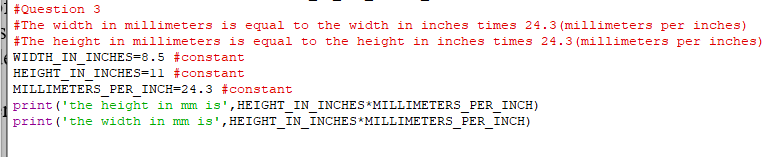 #Question 3
#The width in millimeters is equal to the width in inches times 24.3(millimeters per inches)
#The height in millimeters is equal to the height in inches times 24.3(millimeters per inches)
WIDTH_IN_INCHES=8.5 #constant
HEIGHT_IN_INCHES=11 #constant
MILLIMETERS_PER_INCH=24.3 #constant
print('the height in mm is',HEIGHT_IN_INCHES*MILLIMETERS_PER_INCH)
print('the width in mm is',HEIGHT_IN_INCHES*MILLIMETERS_PER_INCH)